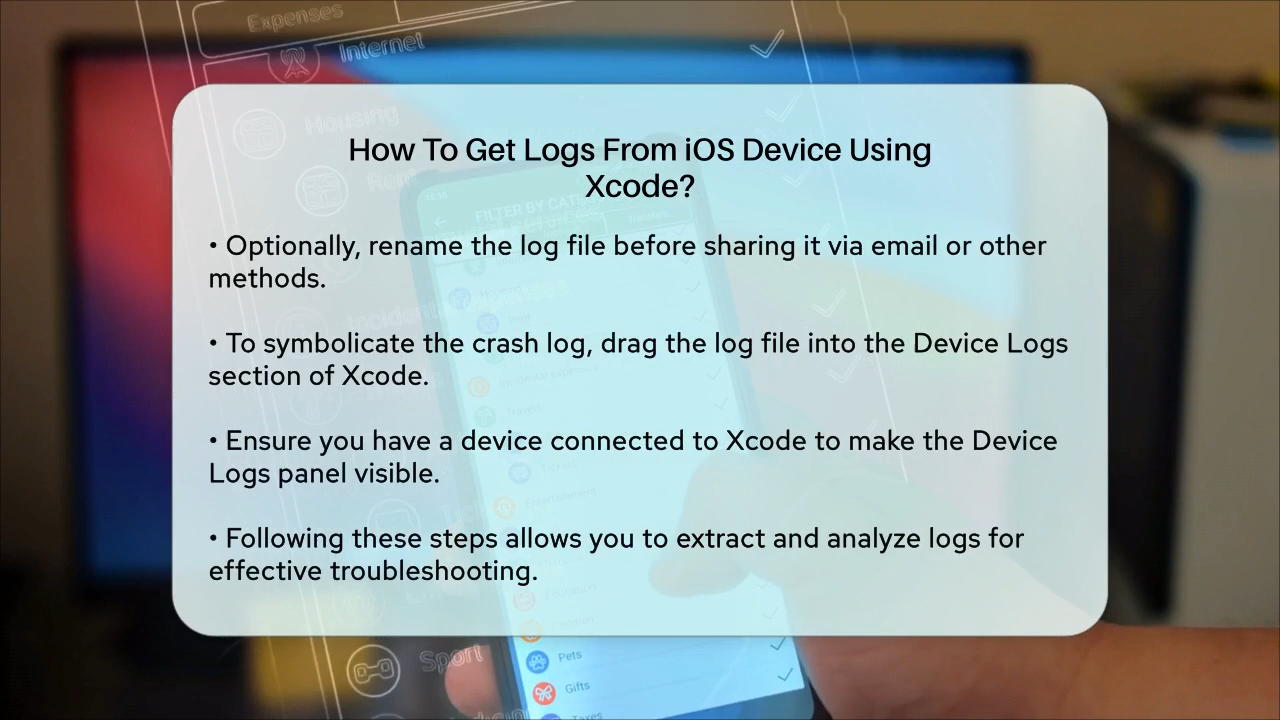 Expenses
Internet
Housing
How To Get Logs From iOS Device Using
Xcode?
• Optionally, rename the log file before sharing it via email or other
methods.
• To symbolicate the crash log, drag the log file into the Device Logs
section of Xcode.
• Ensure you have a device connected to Xcode to make the Device
Logs panel visible.
• Following these steps allows you to extract and analyze logs for
effective troubleshooting.
Sport
Pets
Gifts
Taxes